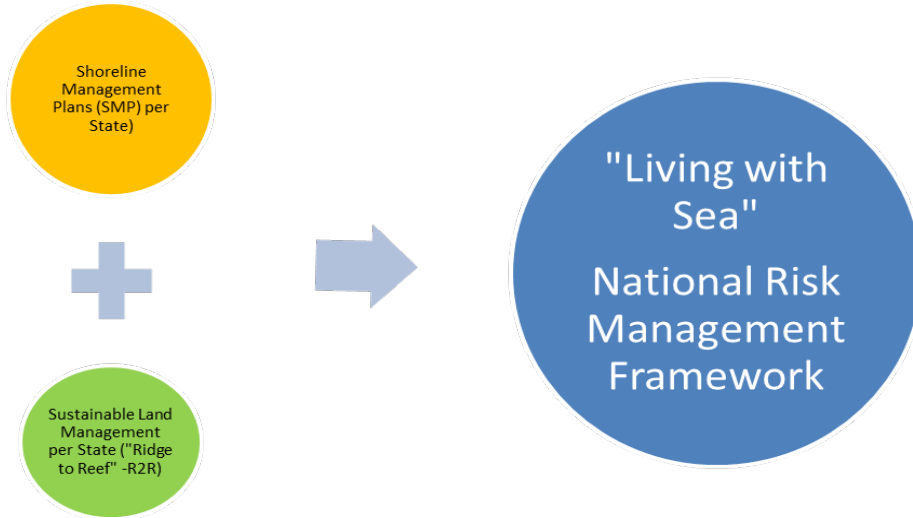 Shoreline
Management
Plans (SMP) per
State)
Sustainable Land
Management
per State ("Ridge
to Reef" -R2R)
"Living with
Sea"
National Risk
Management
Framework